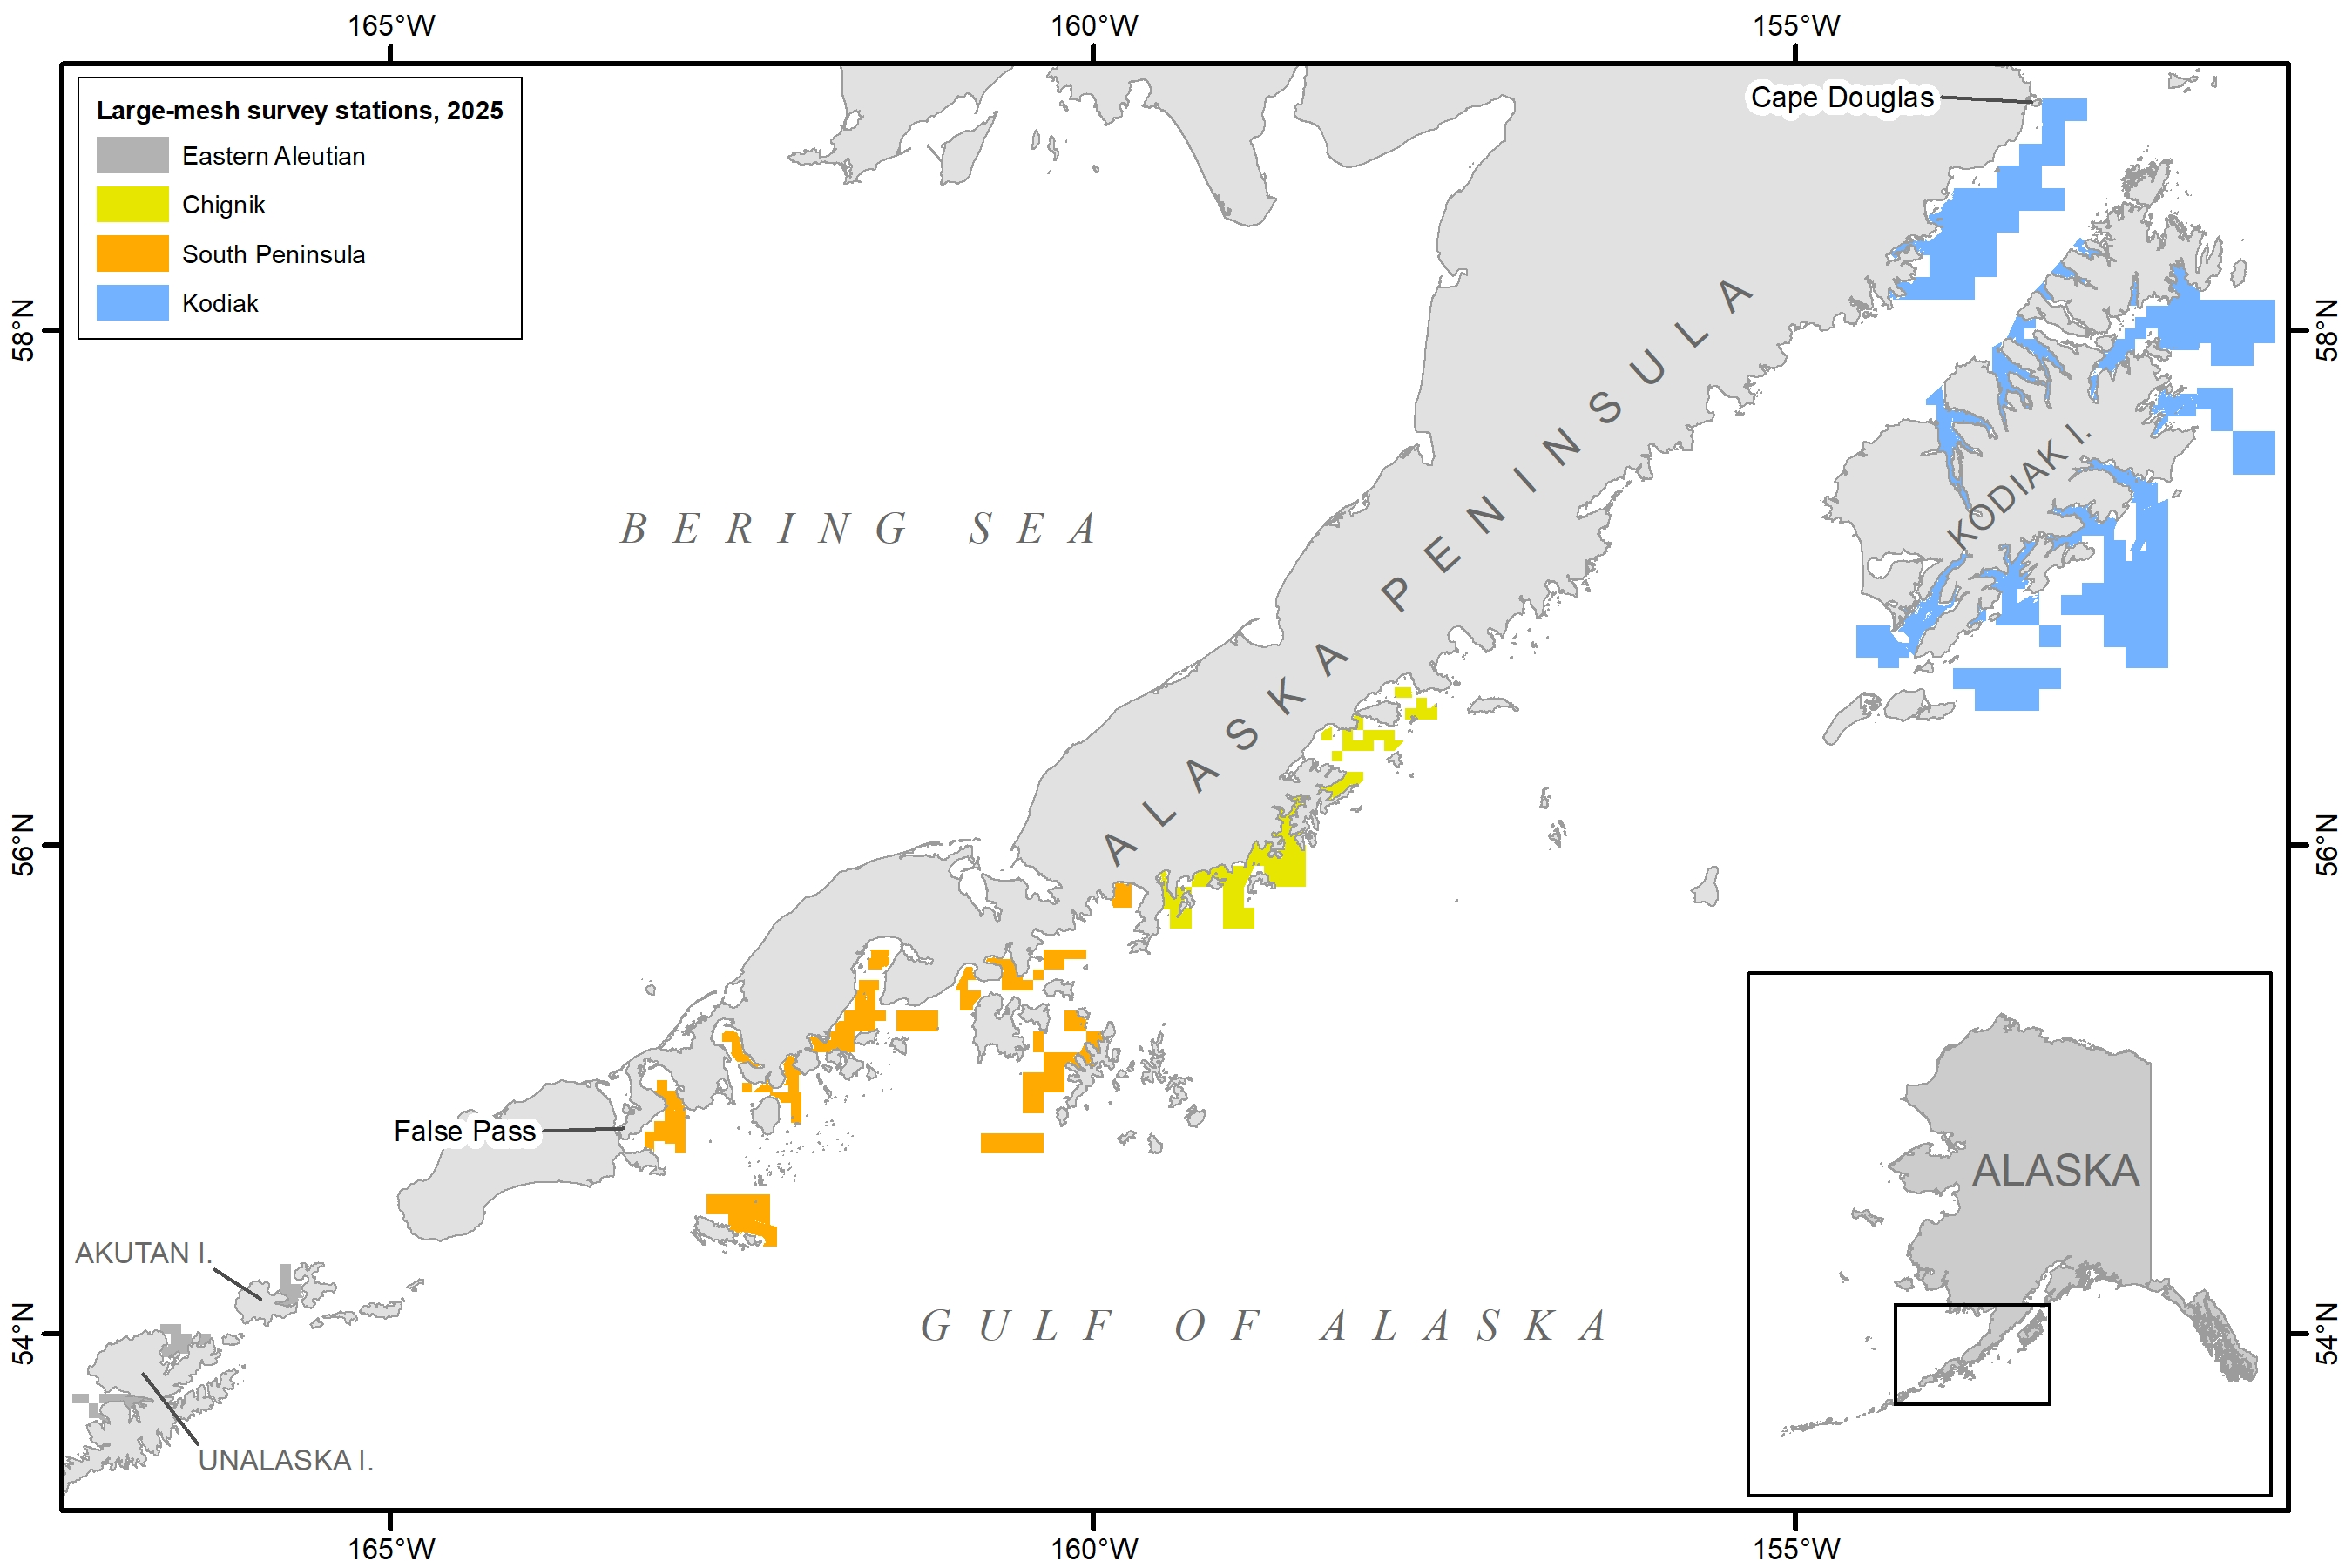 165°W
160°W
155°W
Large-mesh survey stations, 2025
Eastern Aleutian
Chignik
South Peninsula
Kodiak
Cape Douglas
58°N
58°N
BERING SEA
ALASKA PENINSULA
KODIAK I.
56°N
56°N
False Pass
ALASKA
AKUTAN I.
GULF OF ALASKA
54°N
54°N
UNALASKA I.
165°W
160°W
155°W